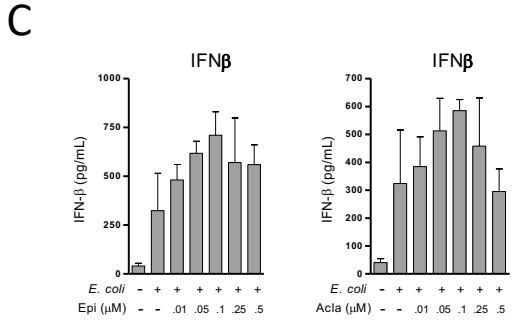 C
IFNβ
1000
750
500
250
0
IFN-β (pg/mL)
E. coli - + + + + + +
Epi (μM) - - .01 .05 .1 .25 .5
IFNβ
700
600
500
400
300
200
100
0
IFN-β (pg/mL)
E. coli - + + + + + +
Acla (μM) - - .01 .05 .1 .25 .5